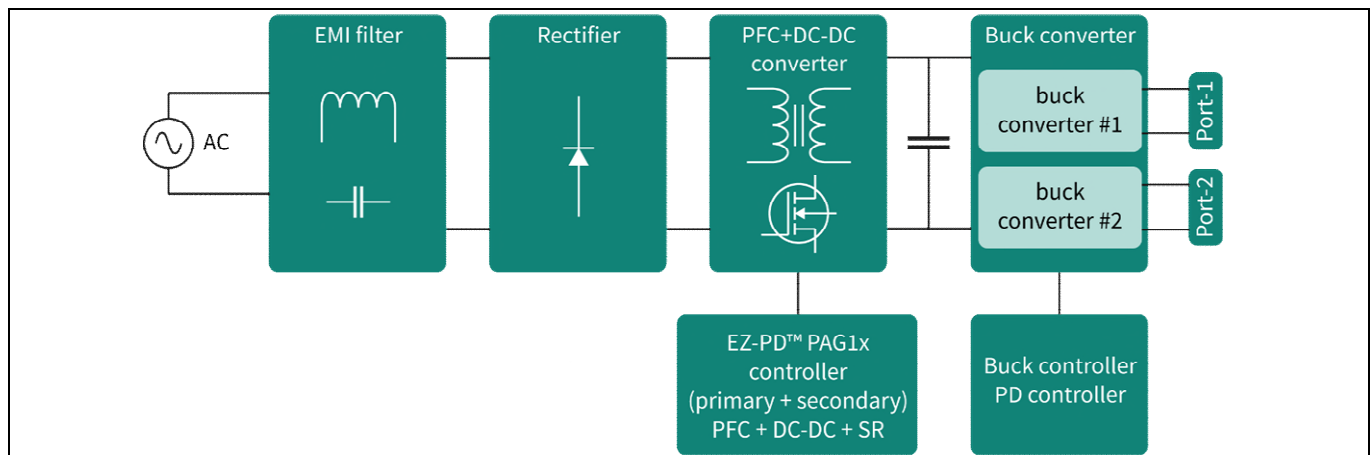 EMI filter
Rectifier
PFC+DC-DC
converter
Buck converter
AC
buck
converter #1
Port-1
buck
converter #2
Port-2
EZ-PD™ PAG1x
controller
(primary + secondary)
PFC + DC-DC + SR
Buck controller
PD controller